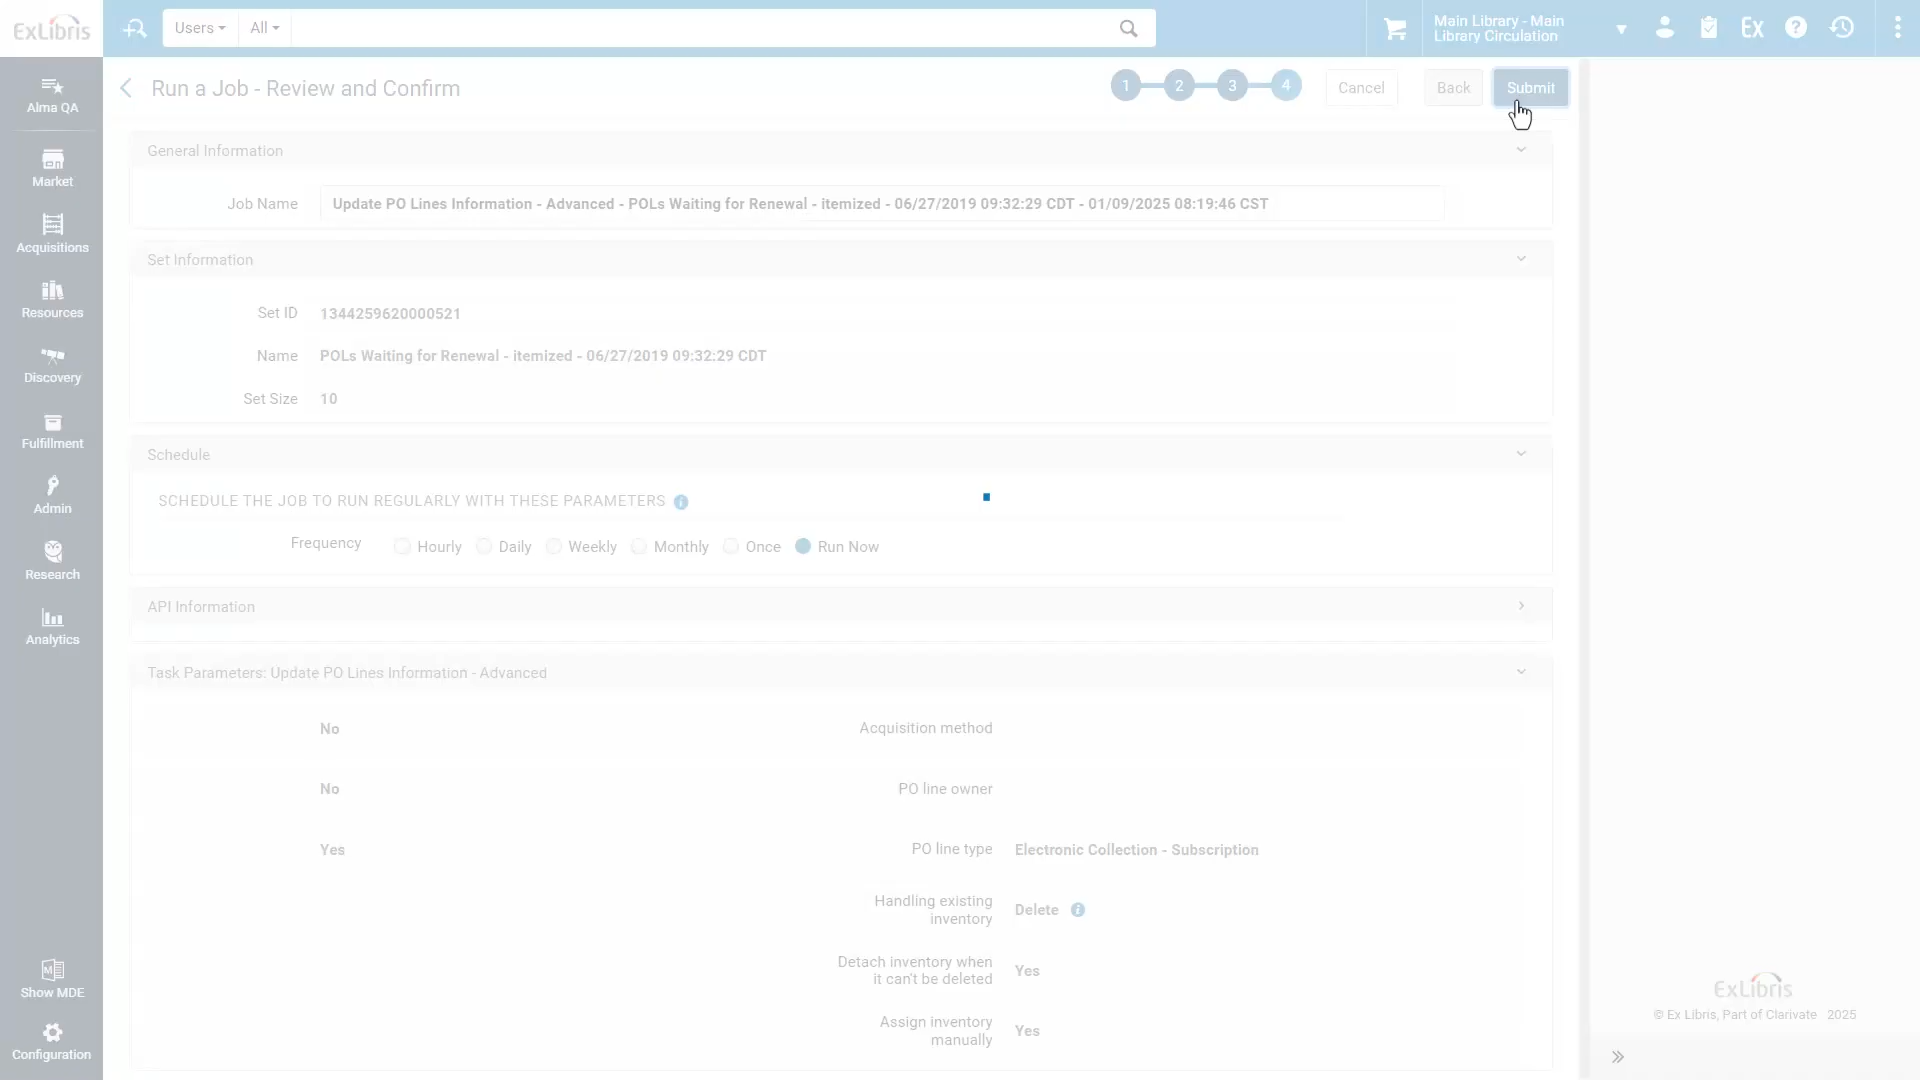 ExLibris
Users
All
Main Library - Main
Library Circulation
Ex
?
Alma QA
Market
Acquisitions
Resources
Discovery
Fulfillment
Admin
Research
Analytics
Show MDE
Configuration
Run a Job - Review and Confirm
1
2
3
4
Cancel
Back
Submit
General Information
Job Name
Update PO Lines Information - Advanced - POLs Waiting for Renewal - itemized - 06/27/2019 09:32:29 CDT - 01/09/2025 08:19:46 CST
Set Information
Set ID
1344259620000521
Name
POLs Waiting for Renewal - itemized - 06/27/2019 09:32:29 CDT
Set Size
10
Schedule
SCHEDULE THE JOB TO RUN REGULARLY WITH THESE PARAMETERS
Frequency
Hourly
Daily
Weekly
Monthly
Once
Run Now
API Information
Task Parameters: Update PO Lines Information - Advanced
No
Acquisition method
No
PO line owner
Yes
PO line type
Electronic Collection - Subscription
Handling existing
inventory
Delete
Detach inventory when
it can't be deleted
Yes
Assign inventory
manually
Yes
ExLibris
© Ex Libris, Part of Clarivate 2025